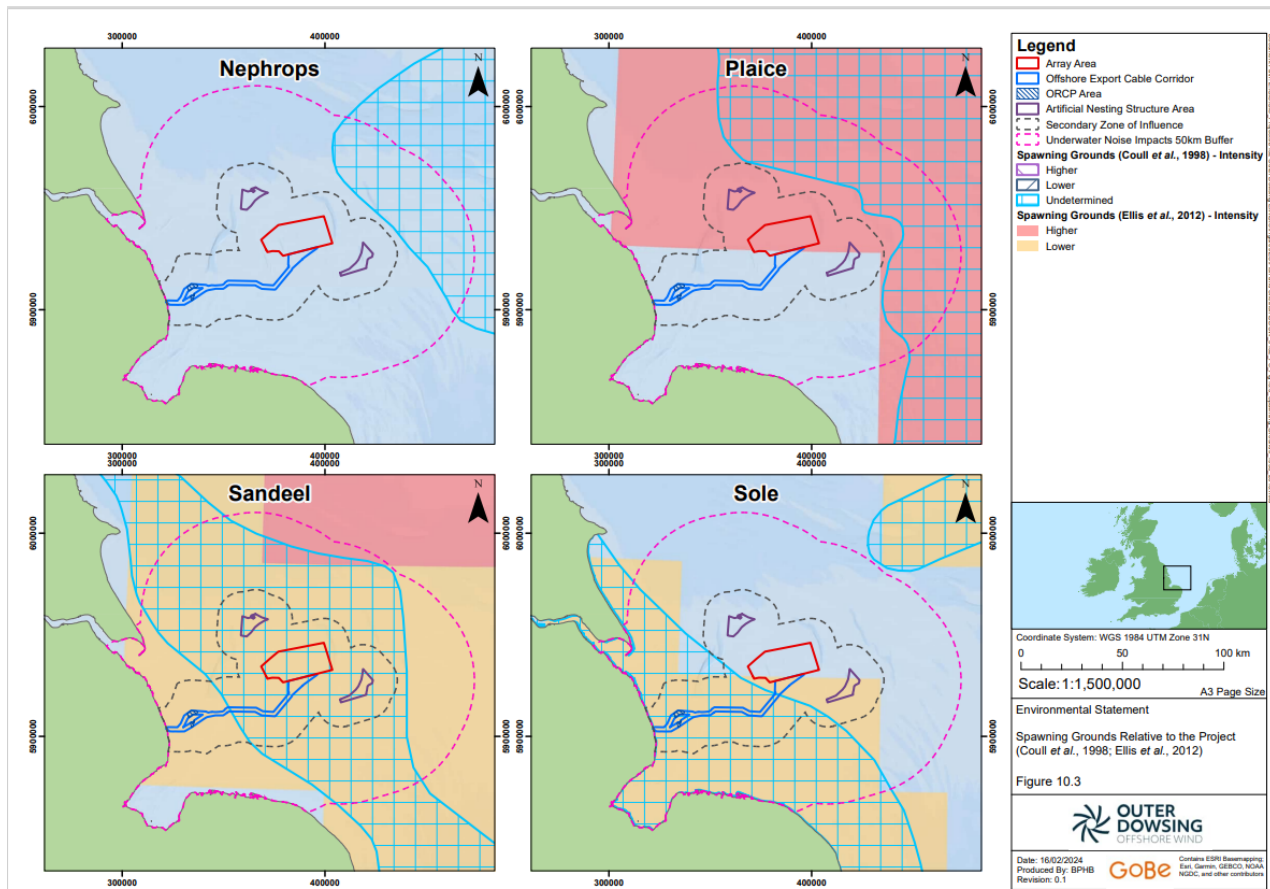 300000
400000
300000
400000
Nephrops
N
6000000
5900000
Plaice
N
6000000
5900000
300000
400000
300000
400000
300000
400000
300000
400000
Sandeel
N
6000000
5900000
Sole
N
6000000
5900000
Legend
Array Area
Offshore Export Cable Corridor
ORCP Area
Artificial Nesting Structure Area
Secondary Zone of Influence
Underwater Noise Impacts 50km Buffer
Spawning Grounds (Coull et al., 1998) - Intensity
Higher
Lower
Undetermined
Spawning Grounds (Ellis et al., 2012) - Intensity
Higher
Lower
Coordinate System: WGS 1984 UTM Zone 31N
0 50 100 km
Scale:1:1,500,000
A3 Page Size
Environmental Statement
Spawning Grounds Relative to the Project
(Coull et al., 1998; Ellis et al., 2012)
Figure 10.3
OUTER
DOWSING
OFFSHORE WIND
Date: 16/02/2024
Produced By: BPHB
Revision: 0.1
GoBe
Contains ESRI Basemapping;
Esri, Garmin, GEBCO, NOAA
NGDC, and other contributors